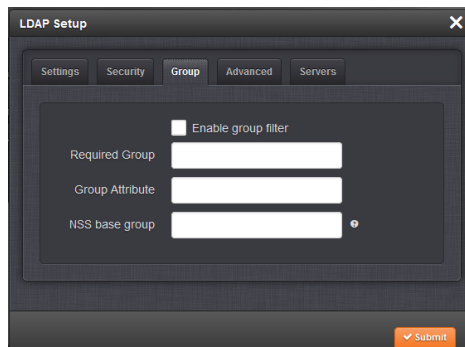 LDAP Setup
Settings Security Group Advanced Servers
Enable group filter
Required Group
Group Attribute
NSS base group
Submit